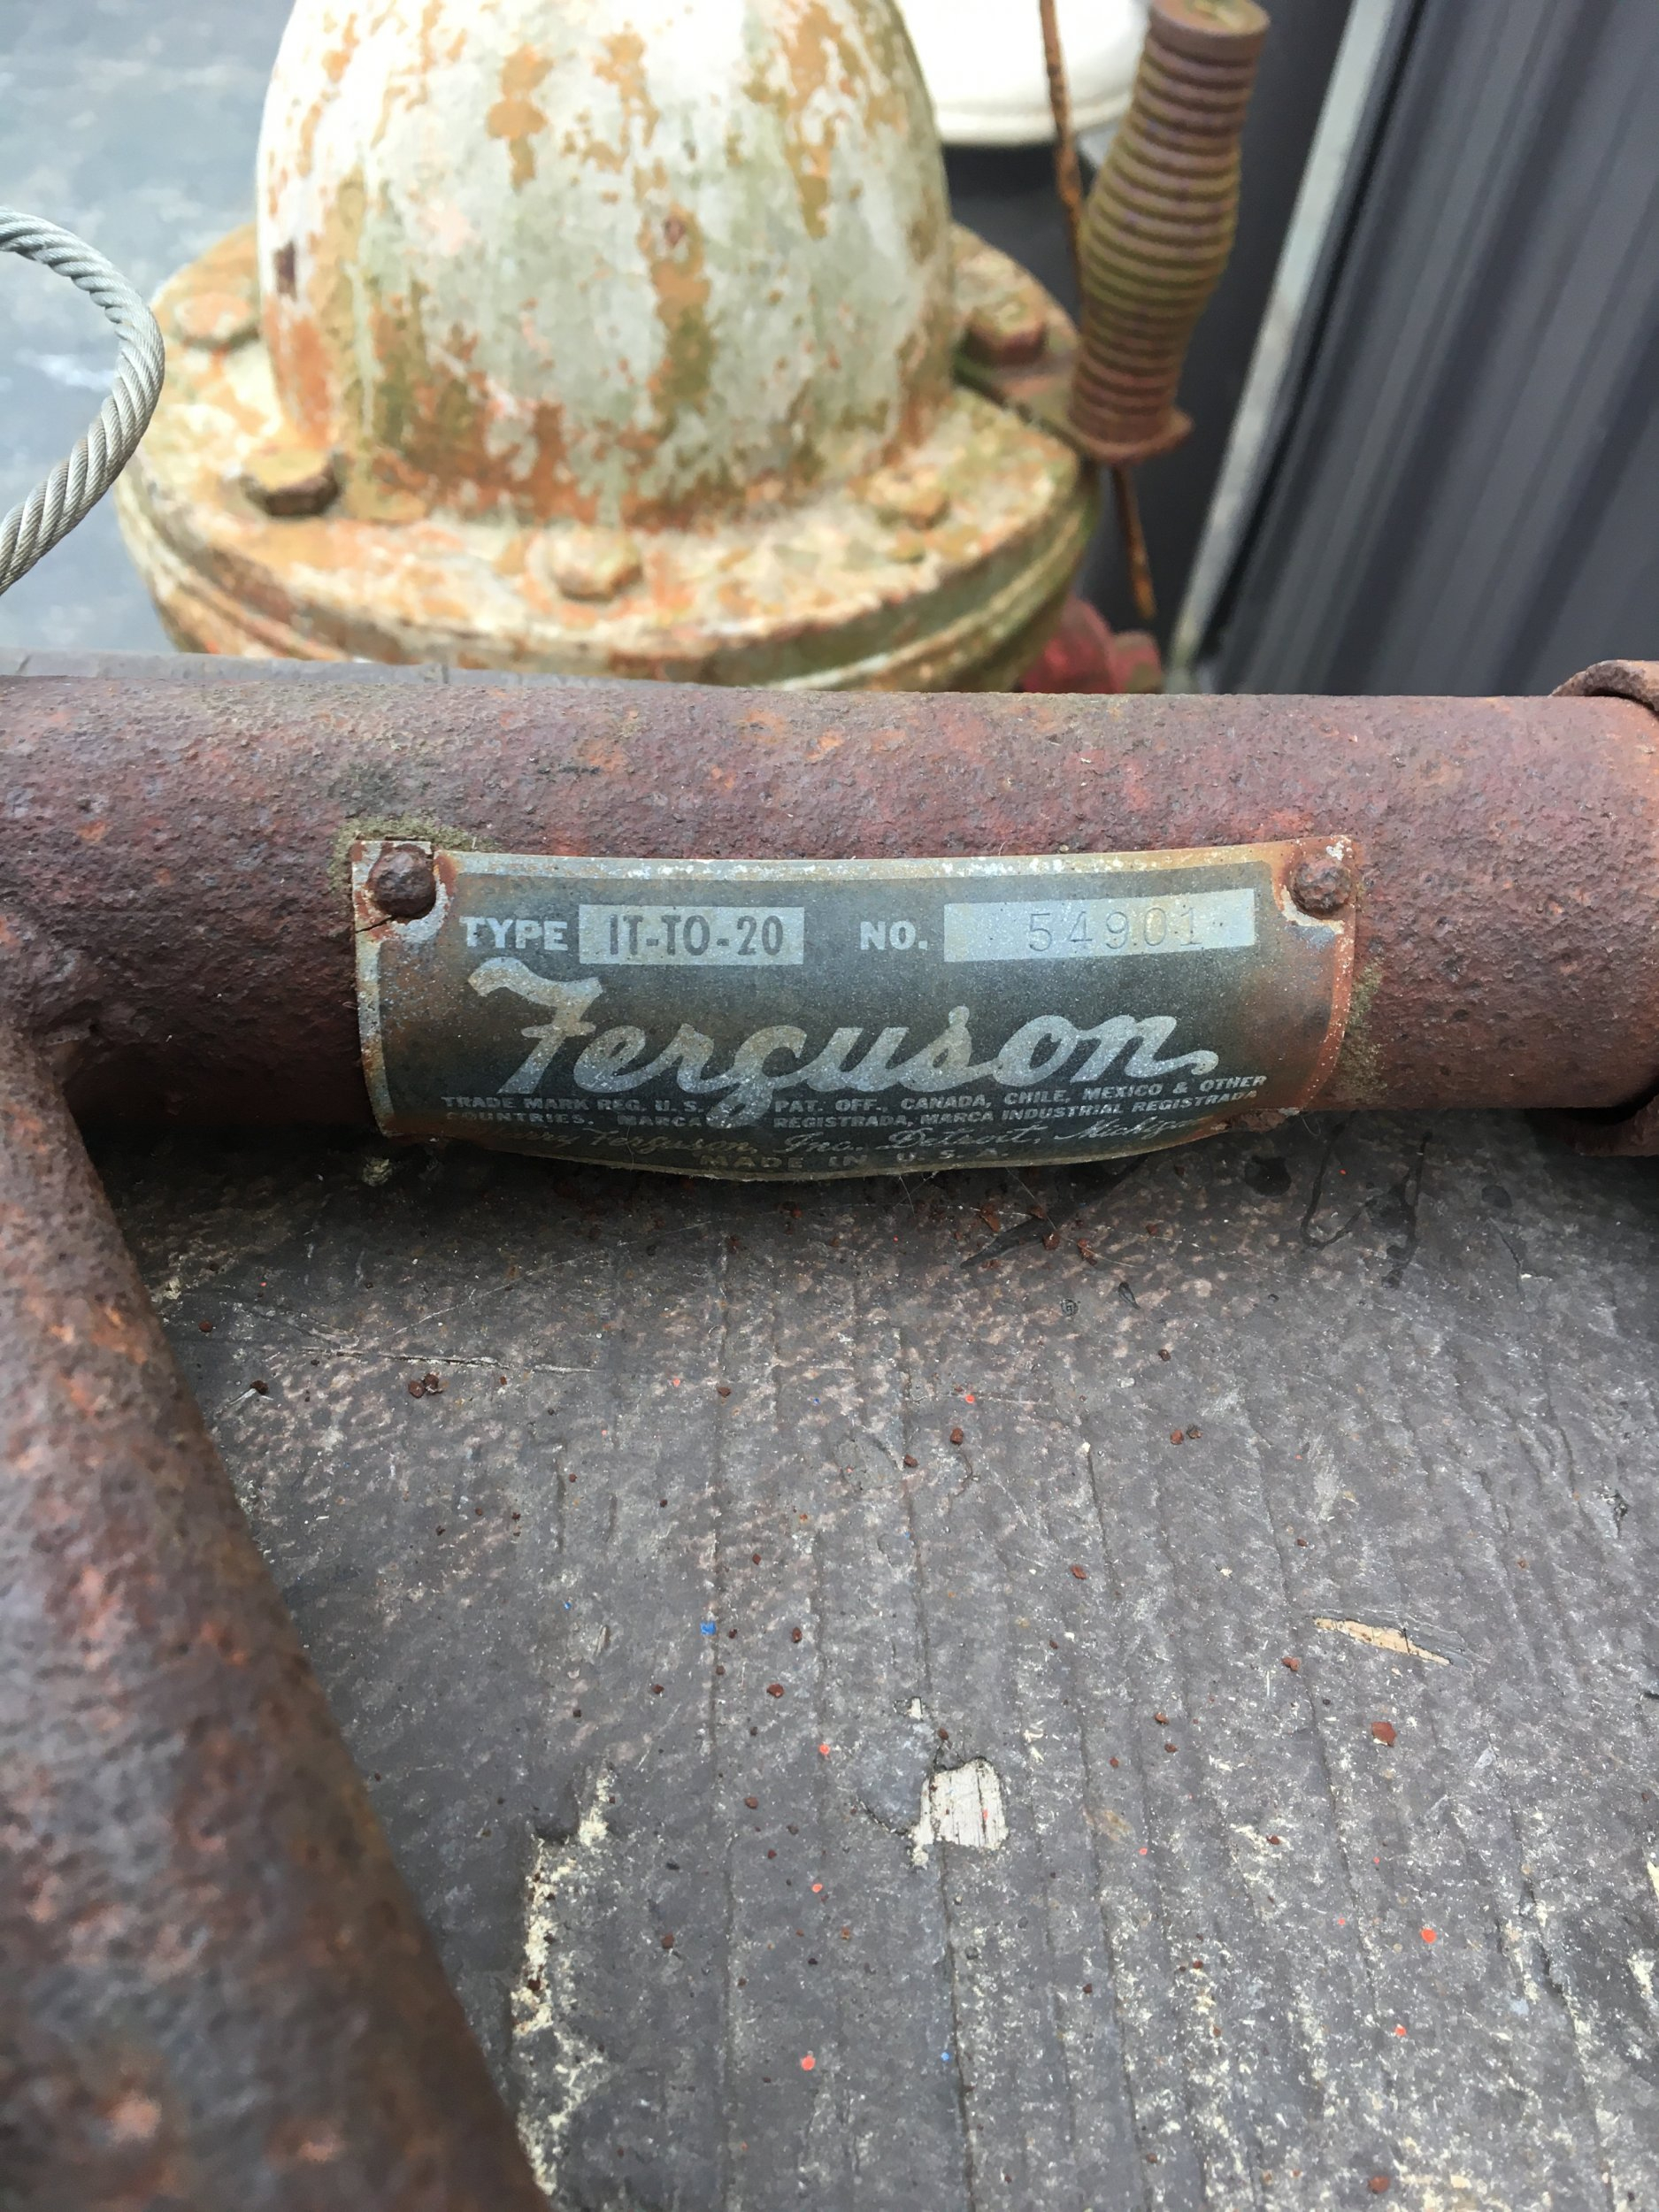 TYPE IT-TO-20 NO. 54901
Ferguson
TRADE MARK REG. U.S. PAT. OFF., CANADA, CHILE, MEXICO & OTHER
COUNTRIES. MARCA REGISTRADA, MARCA INDUSTRIAL REGISTRADA
Harry Ferguson, Inc., Detroit, Michigan
MADE IN U.S.A.